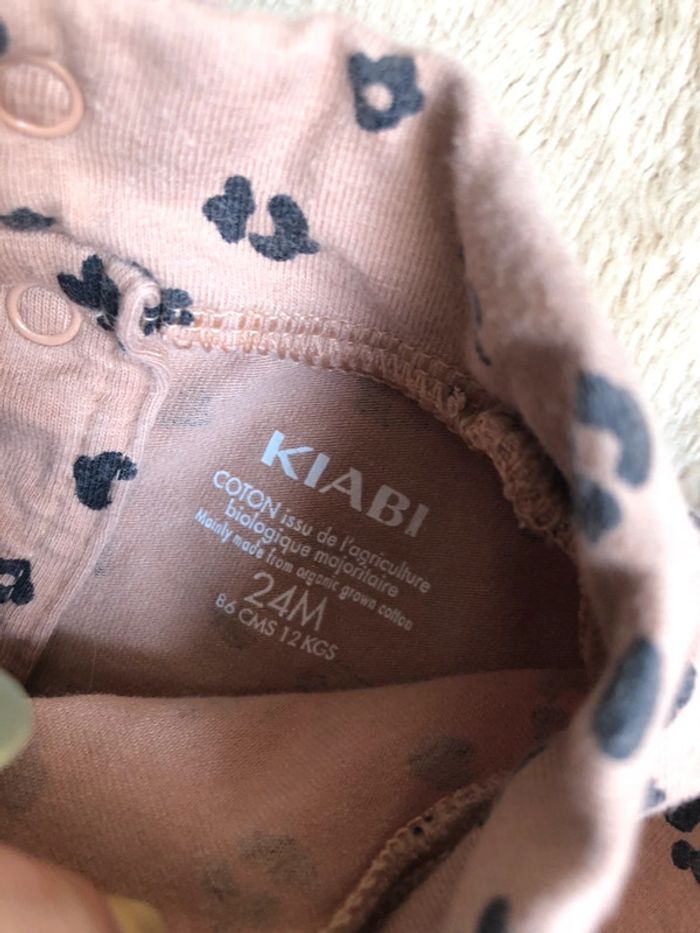 KIABI
COTON issu de l'agriculture
biologique majoritaire
Mainly made from organic grown cotton
24M
86 CMS 12 KGS